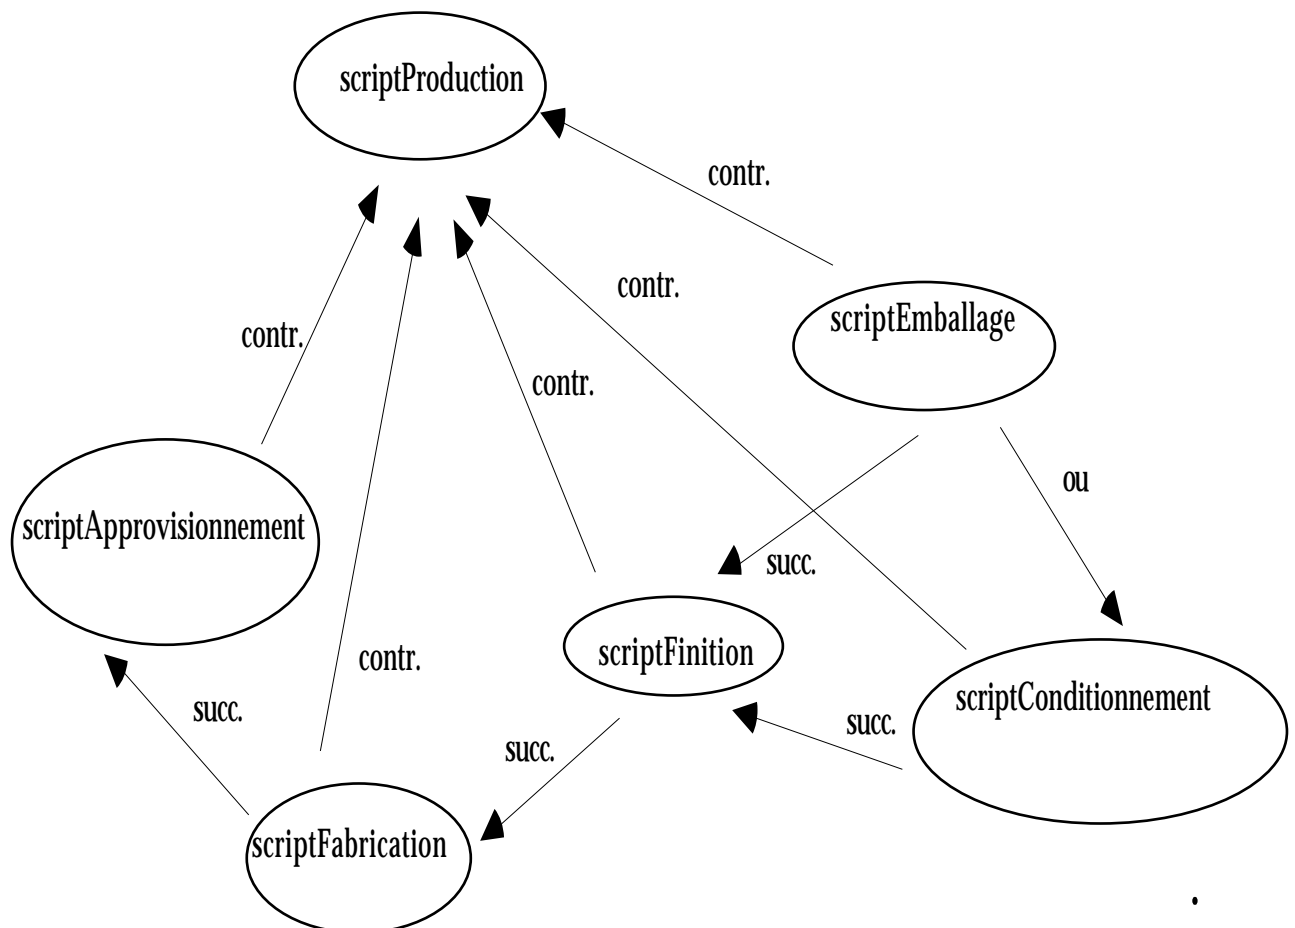 scriptProduction
contr.
contr.
scriptEmballage
contr.
contr.
ou
scriptApprovisionnement
succ.
contr.
scriptFinition
scriptConditionnement
succ.
succ.
succ.
scriptFabrication
.